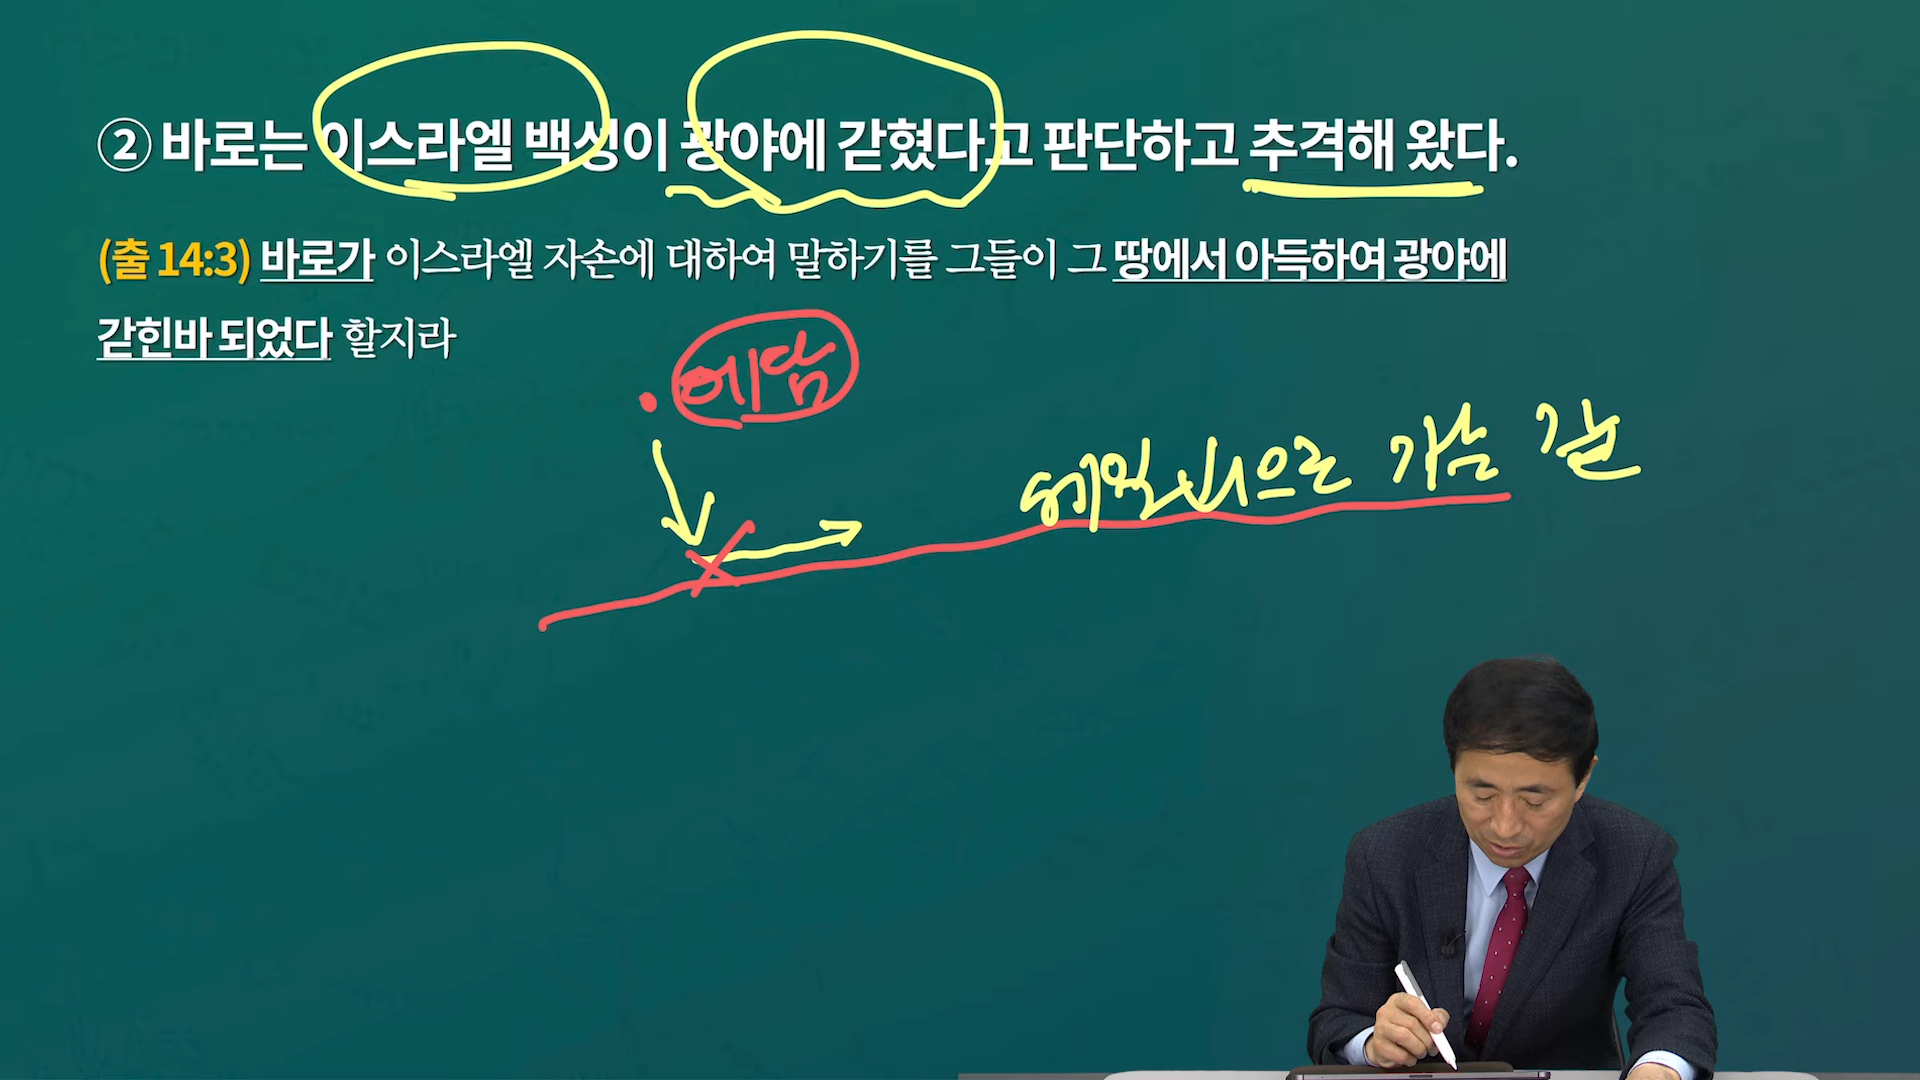 ② 바로는 이스라엘 백성이 광야에 갇혔다고 판단하고 추격해 왔다.
(출 14:3) 바로가 이스라엘 자손에 대하여 말하기를 그들이 그 땅에서 아득하여 광야에
갇힌바 되었다 할지라
에담
으로 가는 길